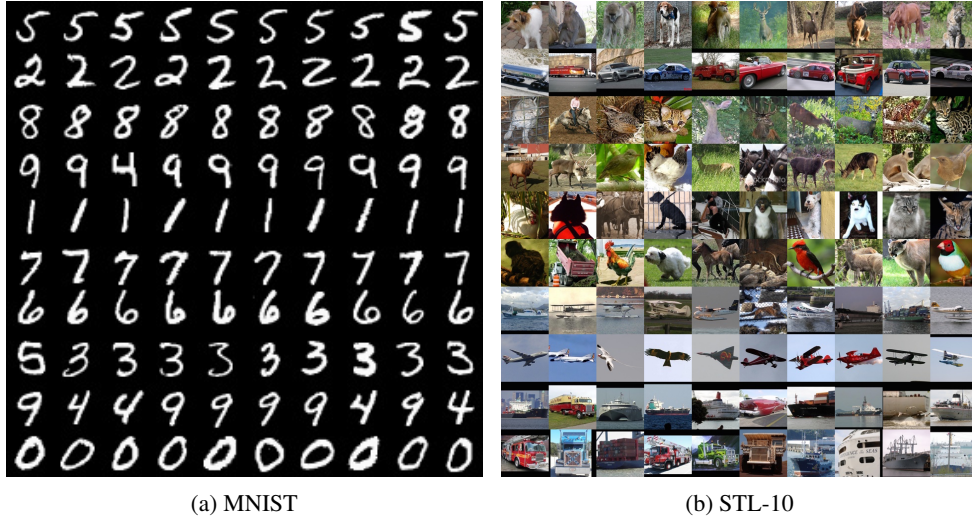 5 5 5 5 5 5 5 5 5 5
2 2 2 2 2 2 2 2 2 2
8 8 8 8 8 8 8 8 8 8
9 9 4 9 9 9 9 9 9 9
1 1 1 1 1 1 1 1 1 1
7 7 7 7 7 7 7 7 7 7
6 6 6 6 6 6 6 6 6 6
5 3 3 3 3 3 3 3 3 3
9 4 4 9 9 9 9 4 9 4
0 0 0 0 0 0 0 0 0 0
(a) MNIST
(b) STL-10